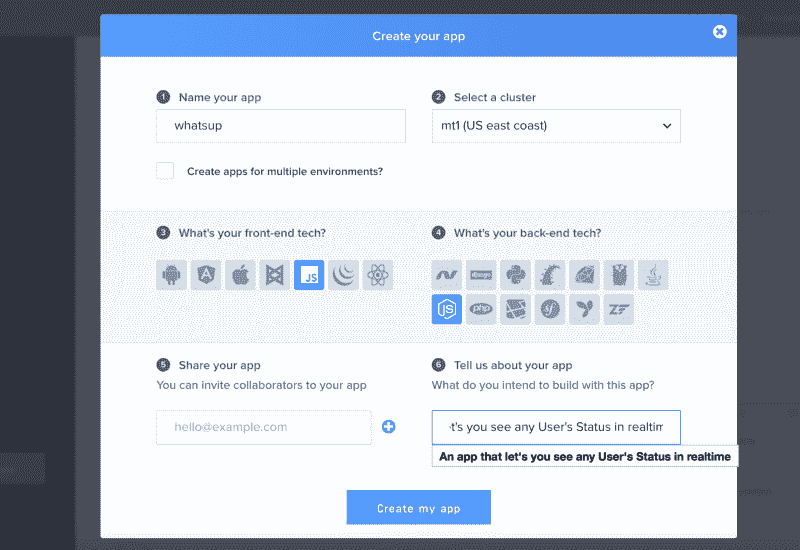 Create your app
1 Name your app
2 Select a cluster
whatsup
mt1 (US east coast)
Create apps for multiple environments?
3 What's your front-end tech?
4 What's your back-end tech?
JS
JS
django
php
ZF
5 Share your app
6 Tell us about your app
You can invite collaborators to your app
What do you intend to build with this app?
hello@example.com
t's you see any User's Status in realtim
An app that let's you see any User's Status in realtime
Create my app